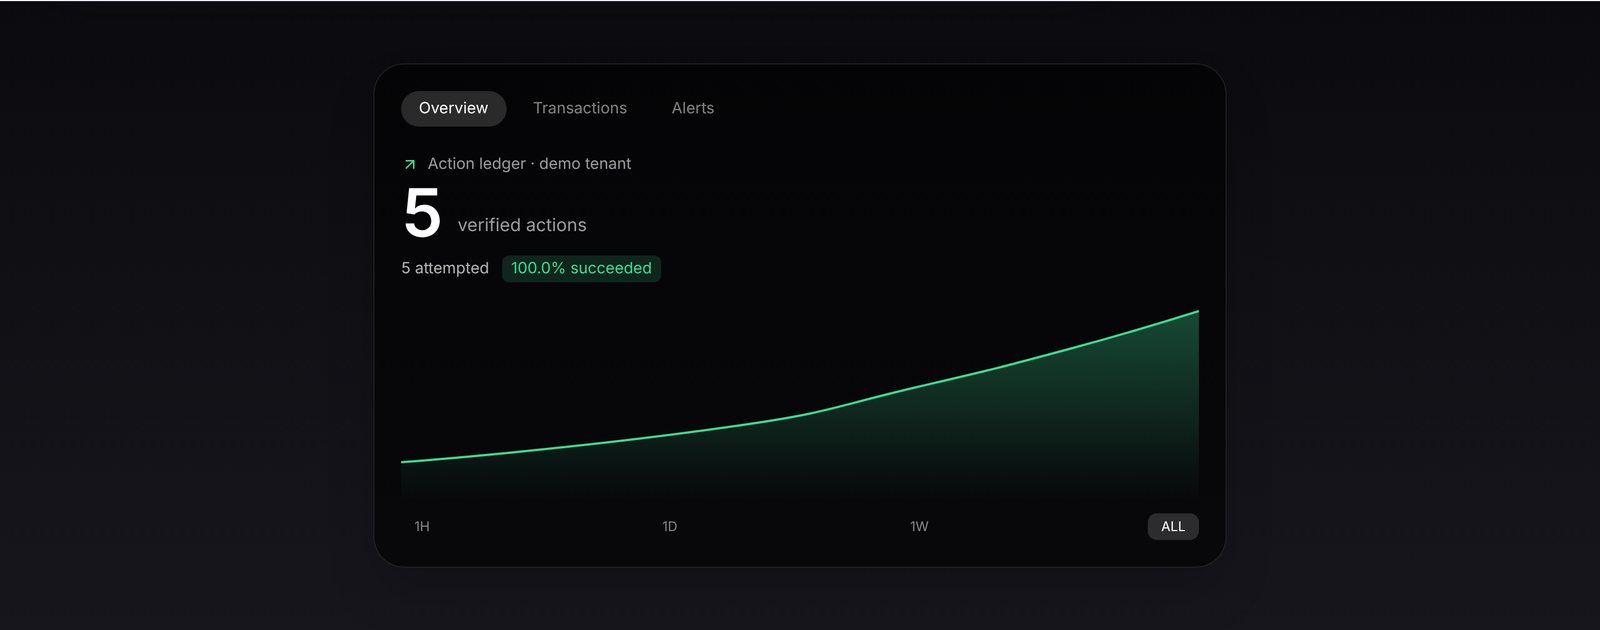 Overview Transactions Alerts
Action ledger · demo tenant
5 verified actions
5 attempted 100.0% succeeded
1H 1D 1W ALL